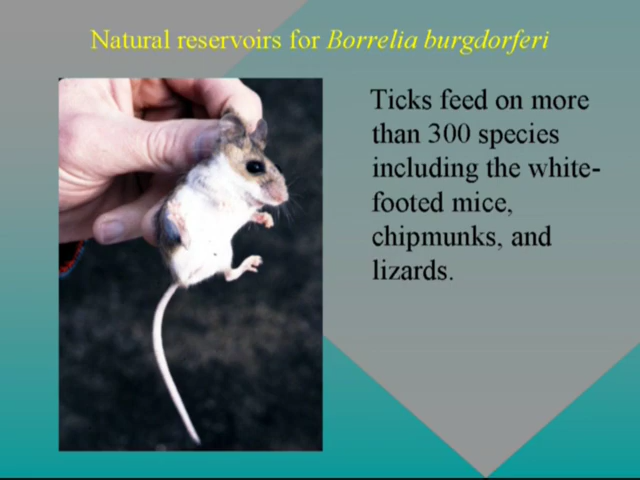 Natural reservoirs for Borrelia burgdorferi
Ticks feed on more
than 300 species
including the white-
footed mice,
chipmunks, and
lizards.